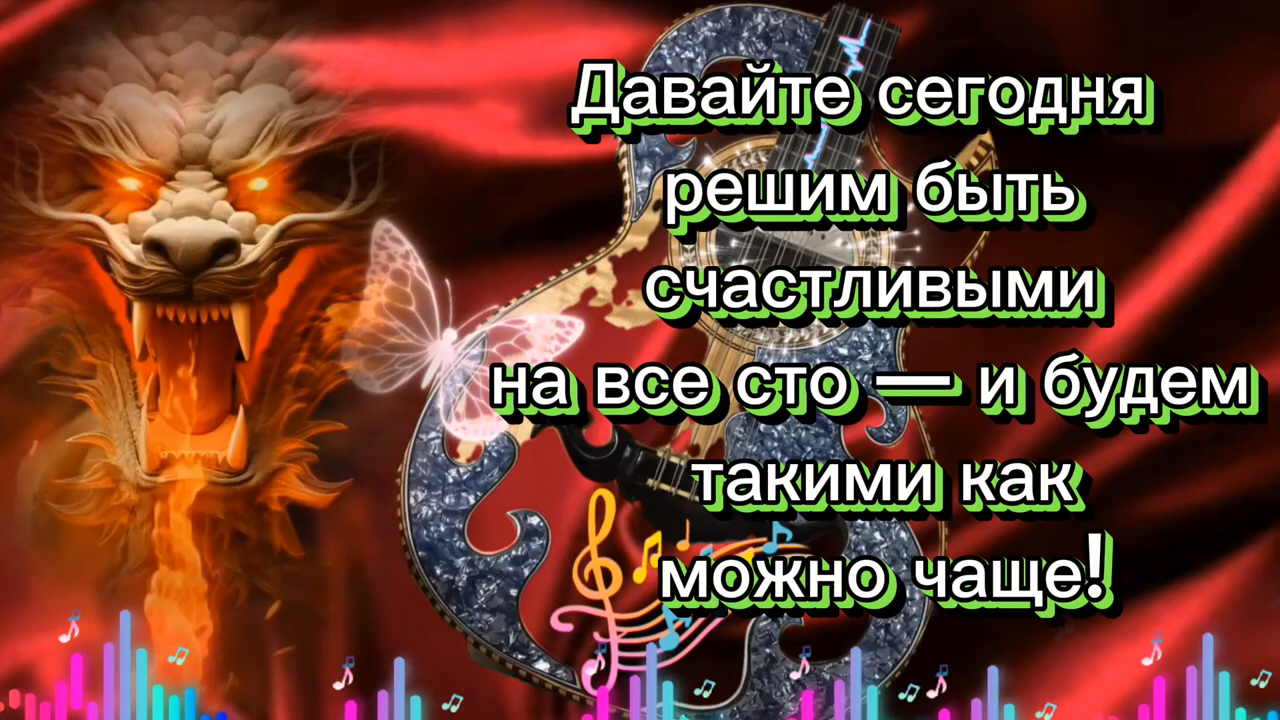 Давайте сегодня
решим быть
счастливыми
на все сто — и будем
такими как
можно чаще!